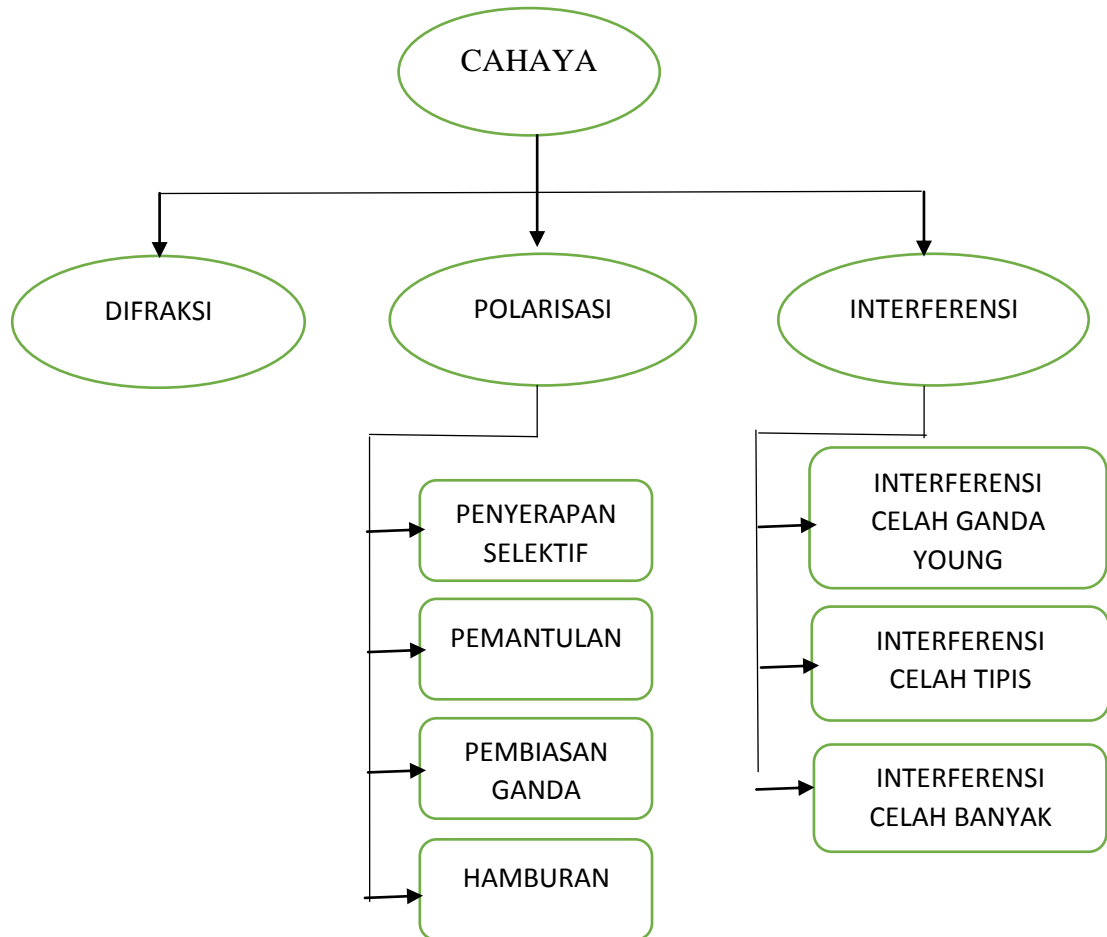 CAHAYA
DIFRAKSI
POLARISASI
INTERFERENSI
PENYERAPAN
SELEKTIF
PEMANTULAN
PEMBIASAN
GANDA
HAMBURAN
INTERFERENSI
CELAH GANDA
YOUNG
INTERFERENSI
CELAH TIPIS
INTERFERENSI
CELAH BANYAK